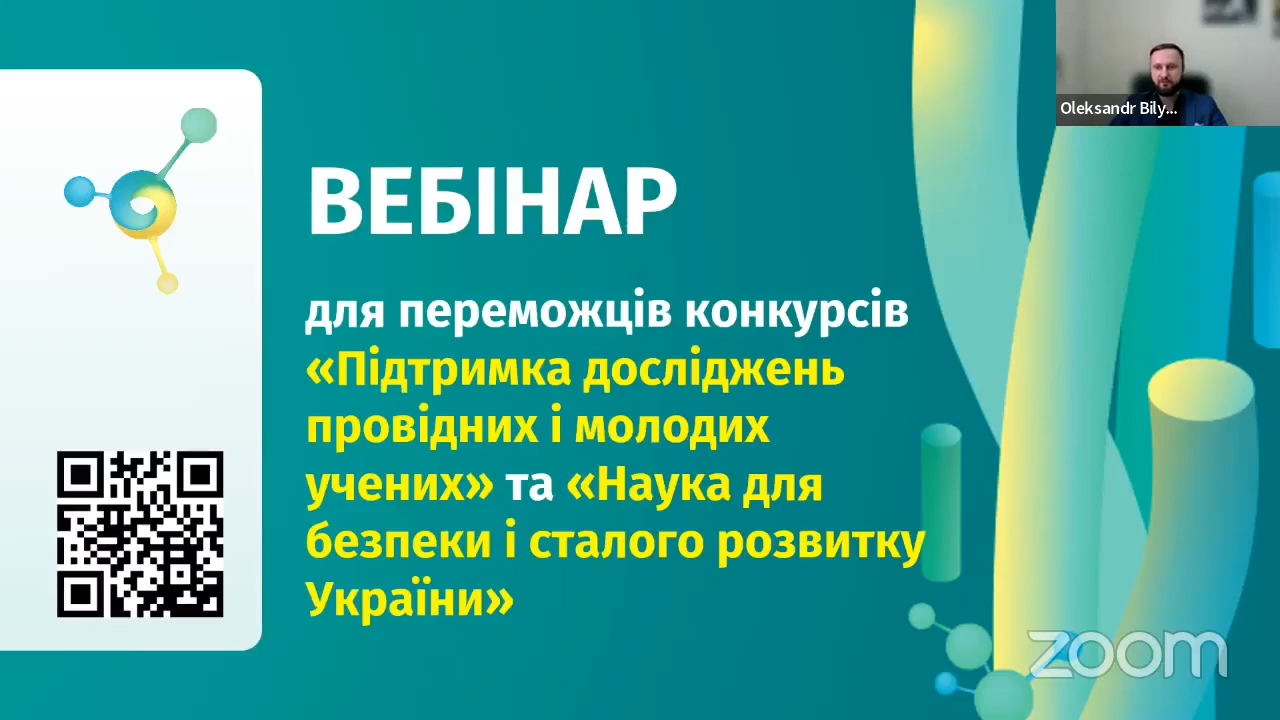 Oleksandr Bily...
ВЕБІНАР
для переможців конкурсів
«Підтримка досліджень
провідних і молодих
учених» та «Наука для
безпеки і сталого розвитку
України»
zoom